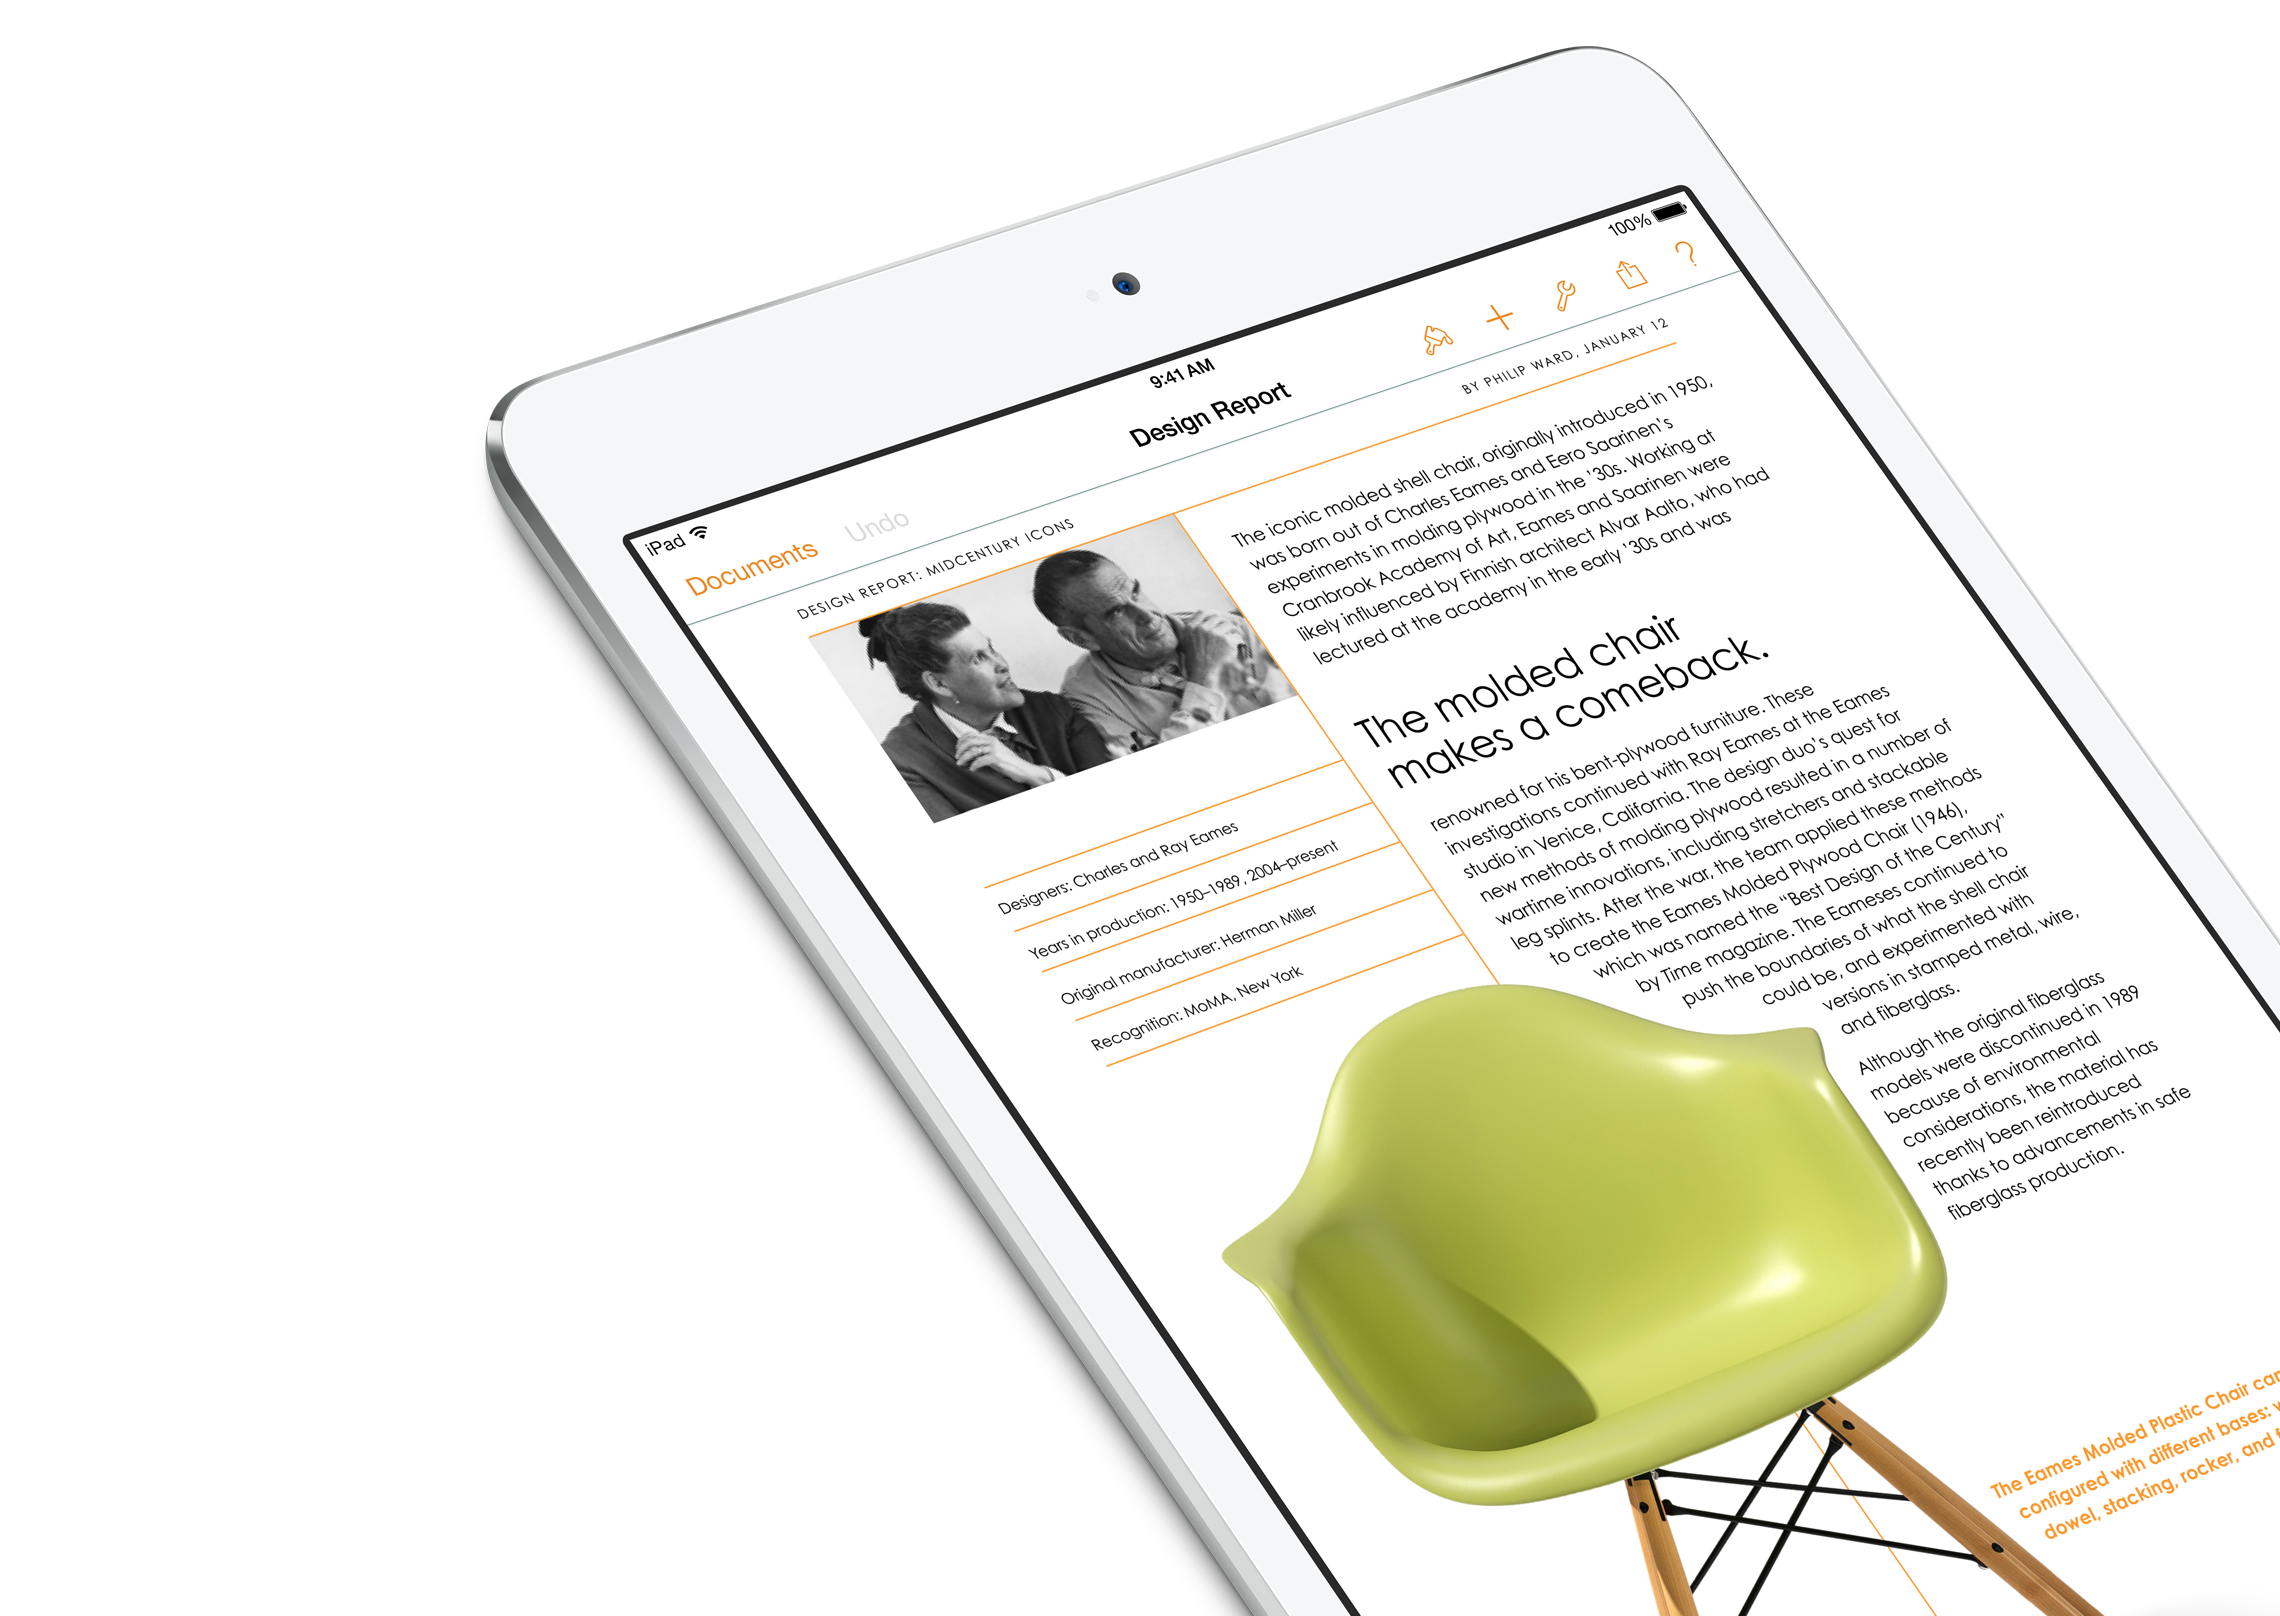 iPad
9:41 AM
100%
Documents
Undo
Design Report
?
DESIGN REPORT: MIDCENTURY ICONS
BY PHILIP WARD, JANUARY 12
Designers: Charles and Ray Eames
Years in production: 1950–1989, 2004–present
Original manufacturer: Herman Miller
Recognition: MoMA, New York
The iconic molded shell chair, originally introduced in 1950,
was born out of Charles Eames and Eero Saarinen's
experiments in molding plywood in the '30s. Working at
Cranbrook Academy of Art, Eames and Saarinen were
likely influenced by Finnish architect Alvar Aalto, who had
lectured at the academy in the early '30s and was
The molded chair
makes a comeback.
renowned for his bent-plywood furniture. These
investigations continued with Ray Eames at the Eames
studio in Venice, California. The design duo's quest for
new methods of molding plywood resulted in a number of
wartime innovations, including stretchers and stackable
leg splints. After the war, the team applied these methods
to create the Eames Molded Plywood Chair (1946),
which was named the “Best Design of the Century”
by Time magazine. The Eameses continued to
push the boundaries of what the shell chair
could be, and experimented with
versions in stamped metal, wire,
and fiberglass.
Although the original fiberglass
models were discontinued in 1989
because of environmental
considerations, the material has
recently been reintroduced
thanks to advancements in safe
fiberglass production.
The Eames Molded Plastic Chair can
configured with different bases:
dowel, stacking, rocker, and